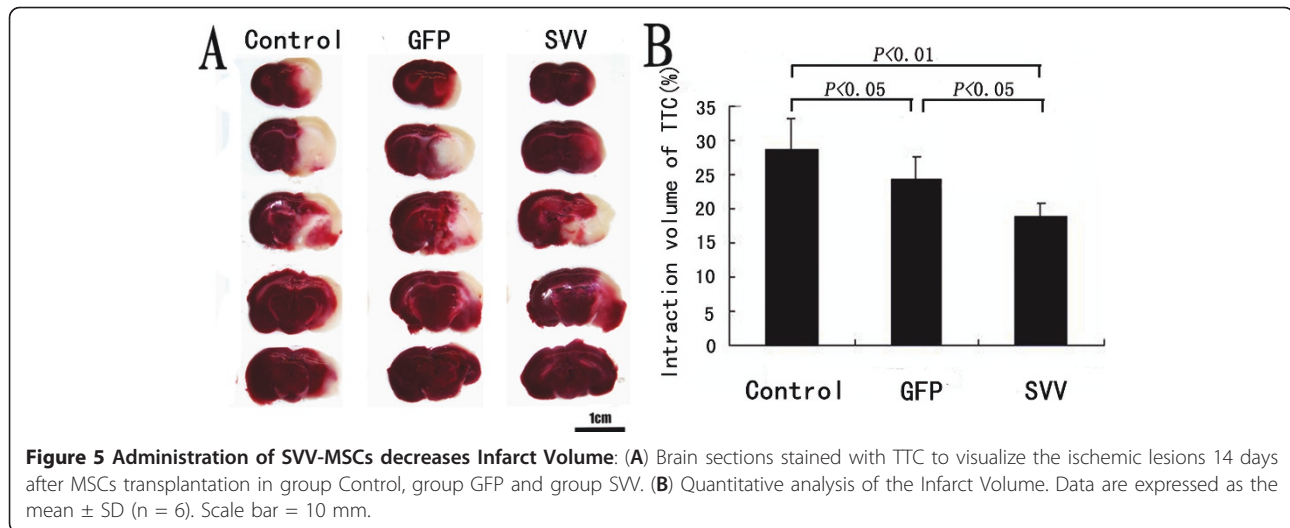 A
Control GFP SVV
1cm
B
P<0.01
P<0.05 P<0.05
Intraction volume of TTC(%)
35
30
25
20
15
10
5
0
Control GFP SVV
Figure 5 Administration of SVV-MSCs decreases Infarct Volume: (A) Brain sections stained with TTC to visualize the ischemic lesions 14 days
after MSCs transplantation in group Control, group GFP and group SVV. (B) Quantitative analysis of the Infarct Volume. Data are expressed as the
mean ± SD (n = 6). Scale bar = 10 mm.